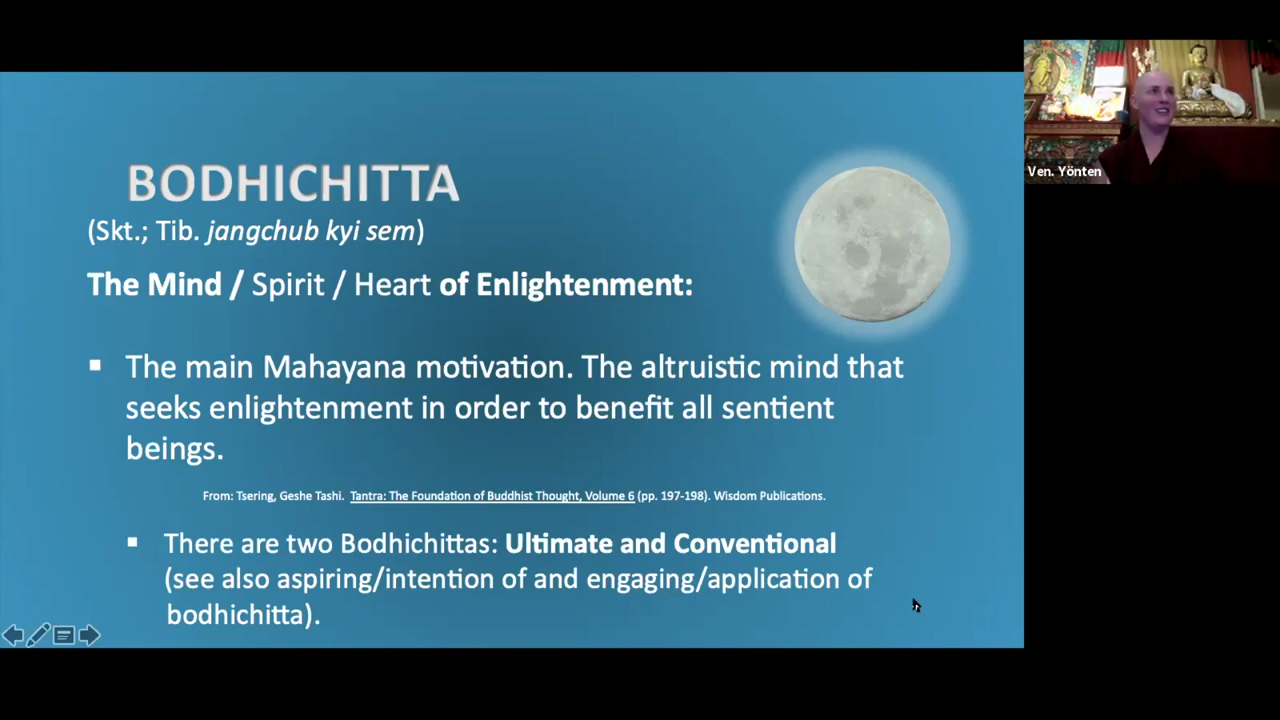 BODHICHITTA
(Skt.; Tib. jangchub kyi sem)
The Mind / Spirit / Heart of Enlightenment:
▪ The main Mahayana motivation. The altruistic mind that
seeks enlightenment in order to benefit all sentient
beings.
From: Tsering, Geshe Tashi. Tantra: The Foundation of Buddhist Thought, Volume 6 (pp. 197-198). Wisdom Publications.
▪ There are two Bodhichittas: Ultimate and Conventional
(see also aspiring/intention of and engaging/application of
bodhichitta).
Ven. Yönten